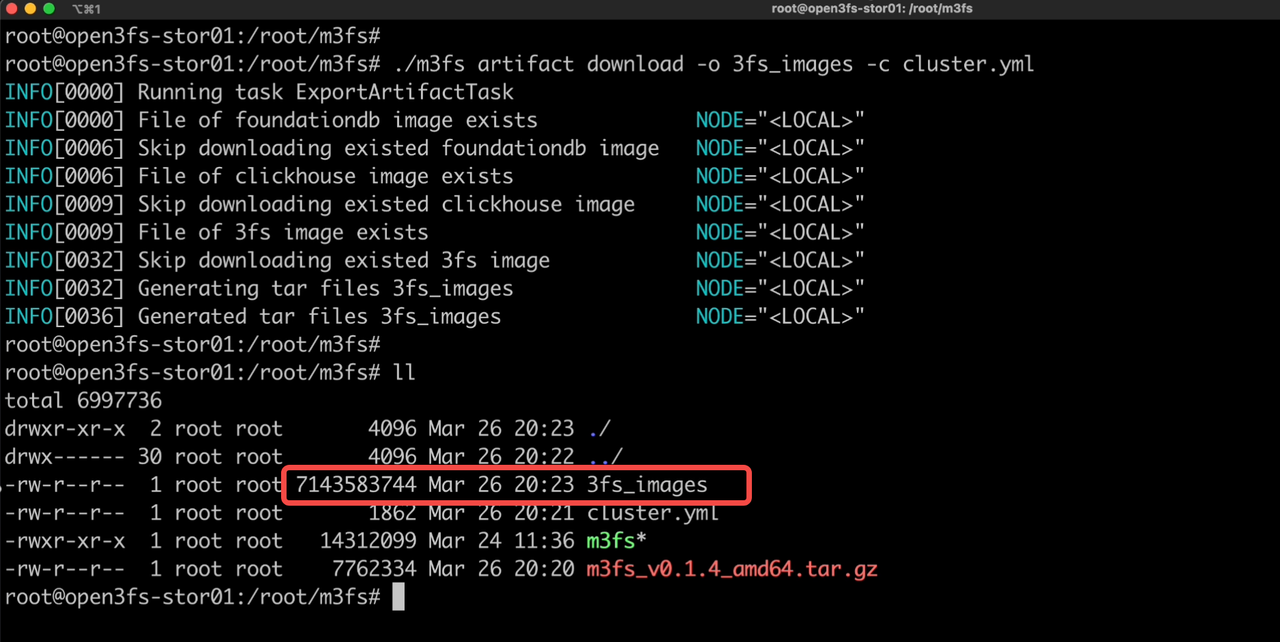 ⌥⌘1 root@open3fs-stor01: /root/m3fs
root@open3fs-stor01:/root/m3fs#
root@open3fs-stor01:/root/m3fs# ./m3fs artifact download -o 3fs_images -c cluster.yml
INFO[0000] Running task ExportArtifactTask
INFO[0000] File of foundationdb image exists NODE="<LOCAL>"
INFO[0006] Skip downloading existed foundationdb image NODE="<LOCAL>"
INFO[0006] File of clickhouse image exists NODE="<LOCAL>"
INFO[0009] Skip downloading existed clickhouse image NODE="<LOCAL>"
INFO[0009] File of 3fs image exists NODE="<LOCAL>"
INFO[0032] Skip downloading existed 3fs image NODE="<LOCAL>"
INFO[0032] Generating tar files 3fs_images NODE="<LOCAL>"
INFO[0036] Generated tar files 3fs_images NODE="<LOCAL>"
root@open3fs-stor01:/root/m3fs#
root@open3fs-stor01:/root/m3fs# ll
total 6997736
drwxr-xr-x 2 root root 4096 Mar 26 20:23 ./
drwx------ 30 root root 4096 Mar 26 20:22 ../
-rw-r--r-- 1 root root 7143583744 Mar 26 20:23 3fs_images
-rw-r--r-- 1 root root 1862 Mar 26 20:21 cluster.yml
-rwxr-xr-x 1 root root 14312099 Mar 24 11:36 m3fs*
-rw-r--r-- 1 root root 7762334 Mar 26 20:20 m3fs_v0.1.4_amd64.tar.gz
root@open3fs-stor01:/root/m3fs#